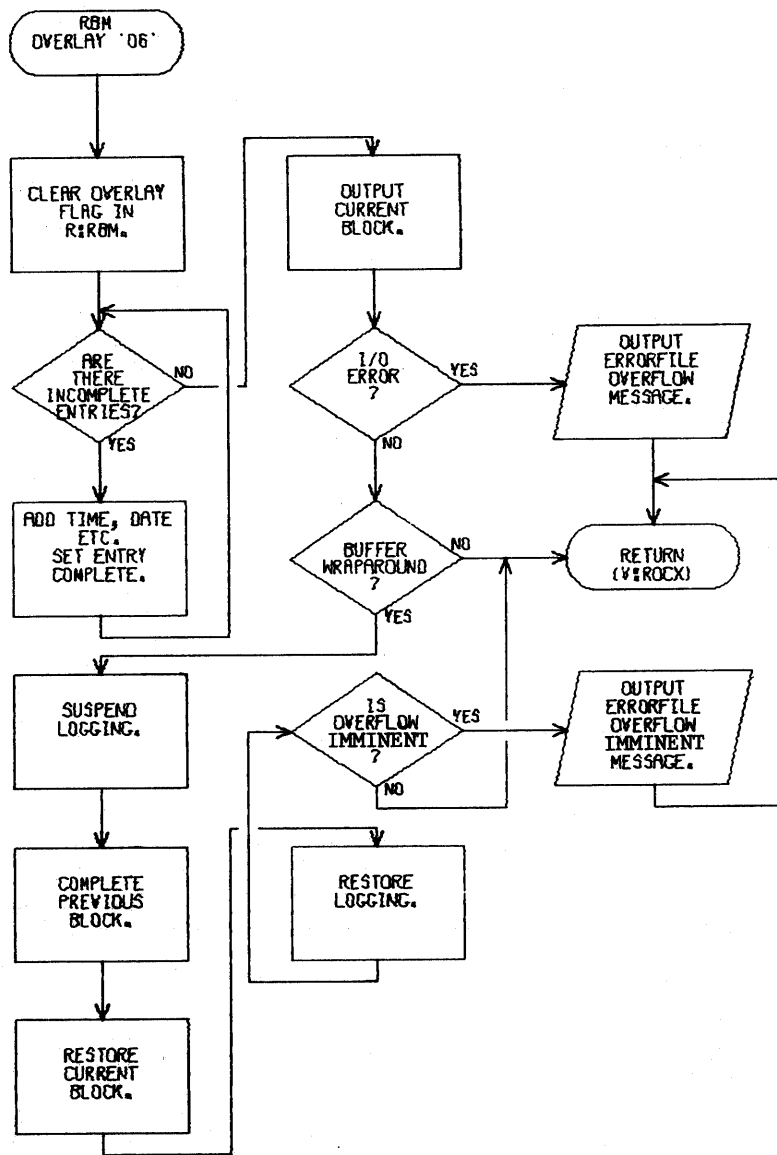 RBM
OVERLAY '06'
CLEAR OVERLAY
FLAG IN
R:RBM.
ARE
THERE
INCOMPLETE
ENTRIES?
NO
YES
ADD TIME, DATE
ETC.
SET ENTRY
COMPLETE.
OUTPUT
CURRENT
BLOCK.
I/O
ERROR
?
YES
NO
OUTPUT
ERRORFILE
OVERFLOW
MESSAGE.
BUFFER
WRAPAROUND
?
NO
YES
RETURN
(V:ROCX)
SUSPEND
LOGGING.
COMPLETE
PREVIOUS
BLOCK.
RESTORE
CURRENT
BLOCK.
RESTORE
LOGGING.
IS
OVERFLOW
IMMINENT
?
YES
NO
OUTPUT
ERRORFILE
OVERFLOW
IMMINENT
MESSAGE.